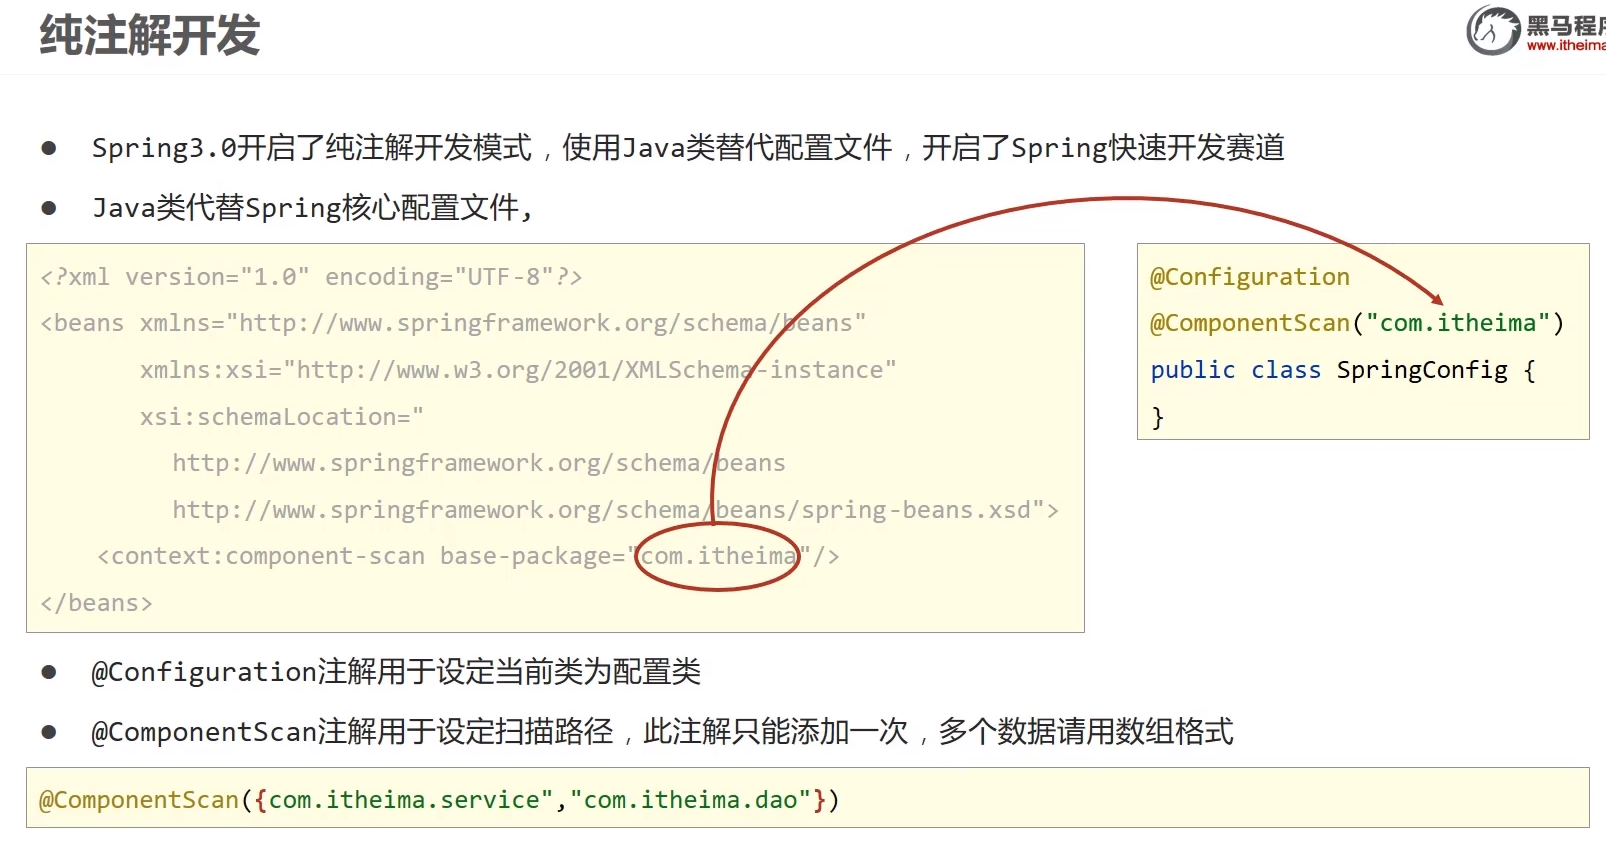 纯注解开发
黑马程序
www.itheima
Spring3.0开启了纯注解开发模式，使用Java类替代配置文件，开启了Spring快速开发赛道
Java类代替Spring核心配置文件,
<?xml version="1.0" encoding="UTF-8"?>
<beans xmlns="http://www.springframework.org/schema/beans"
xmlns:xsi="http://www.w3.org/2001/XMLSchema-instance"
xsi:schemaLocation="
http://www.springframework.org/schema/beans
http://www.springframework.org/schema/beans/spring-beans.xsd">
<context:component-scan base-package="com.itheima"/>
</beans>
@Configuration
@ComponentScan("com.itheima")
public class SpringConfig {
}
@Configuration注解用于设定当前类为配置类
@ComponentScan注解用于设定扫描路径，此注解只能添加一次，多个数据请用数组格式
@ComponentScan({com.itheima.service","com.itheima.dao"})